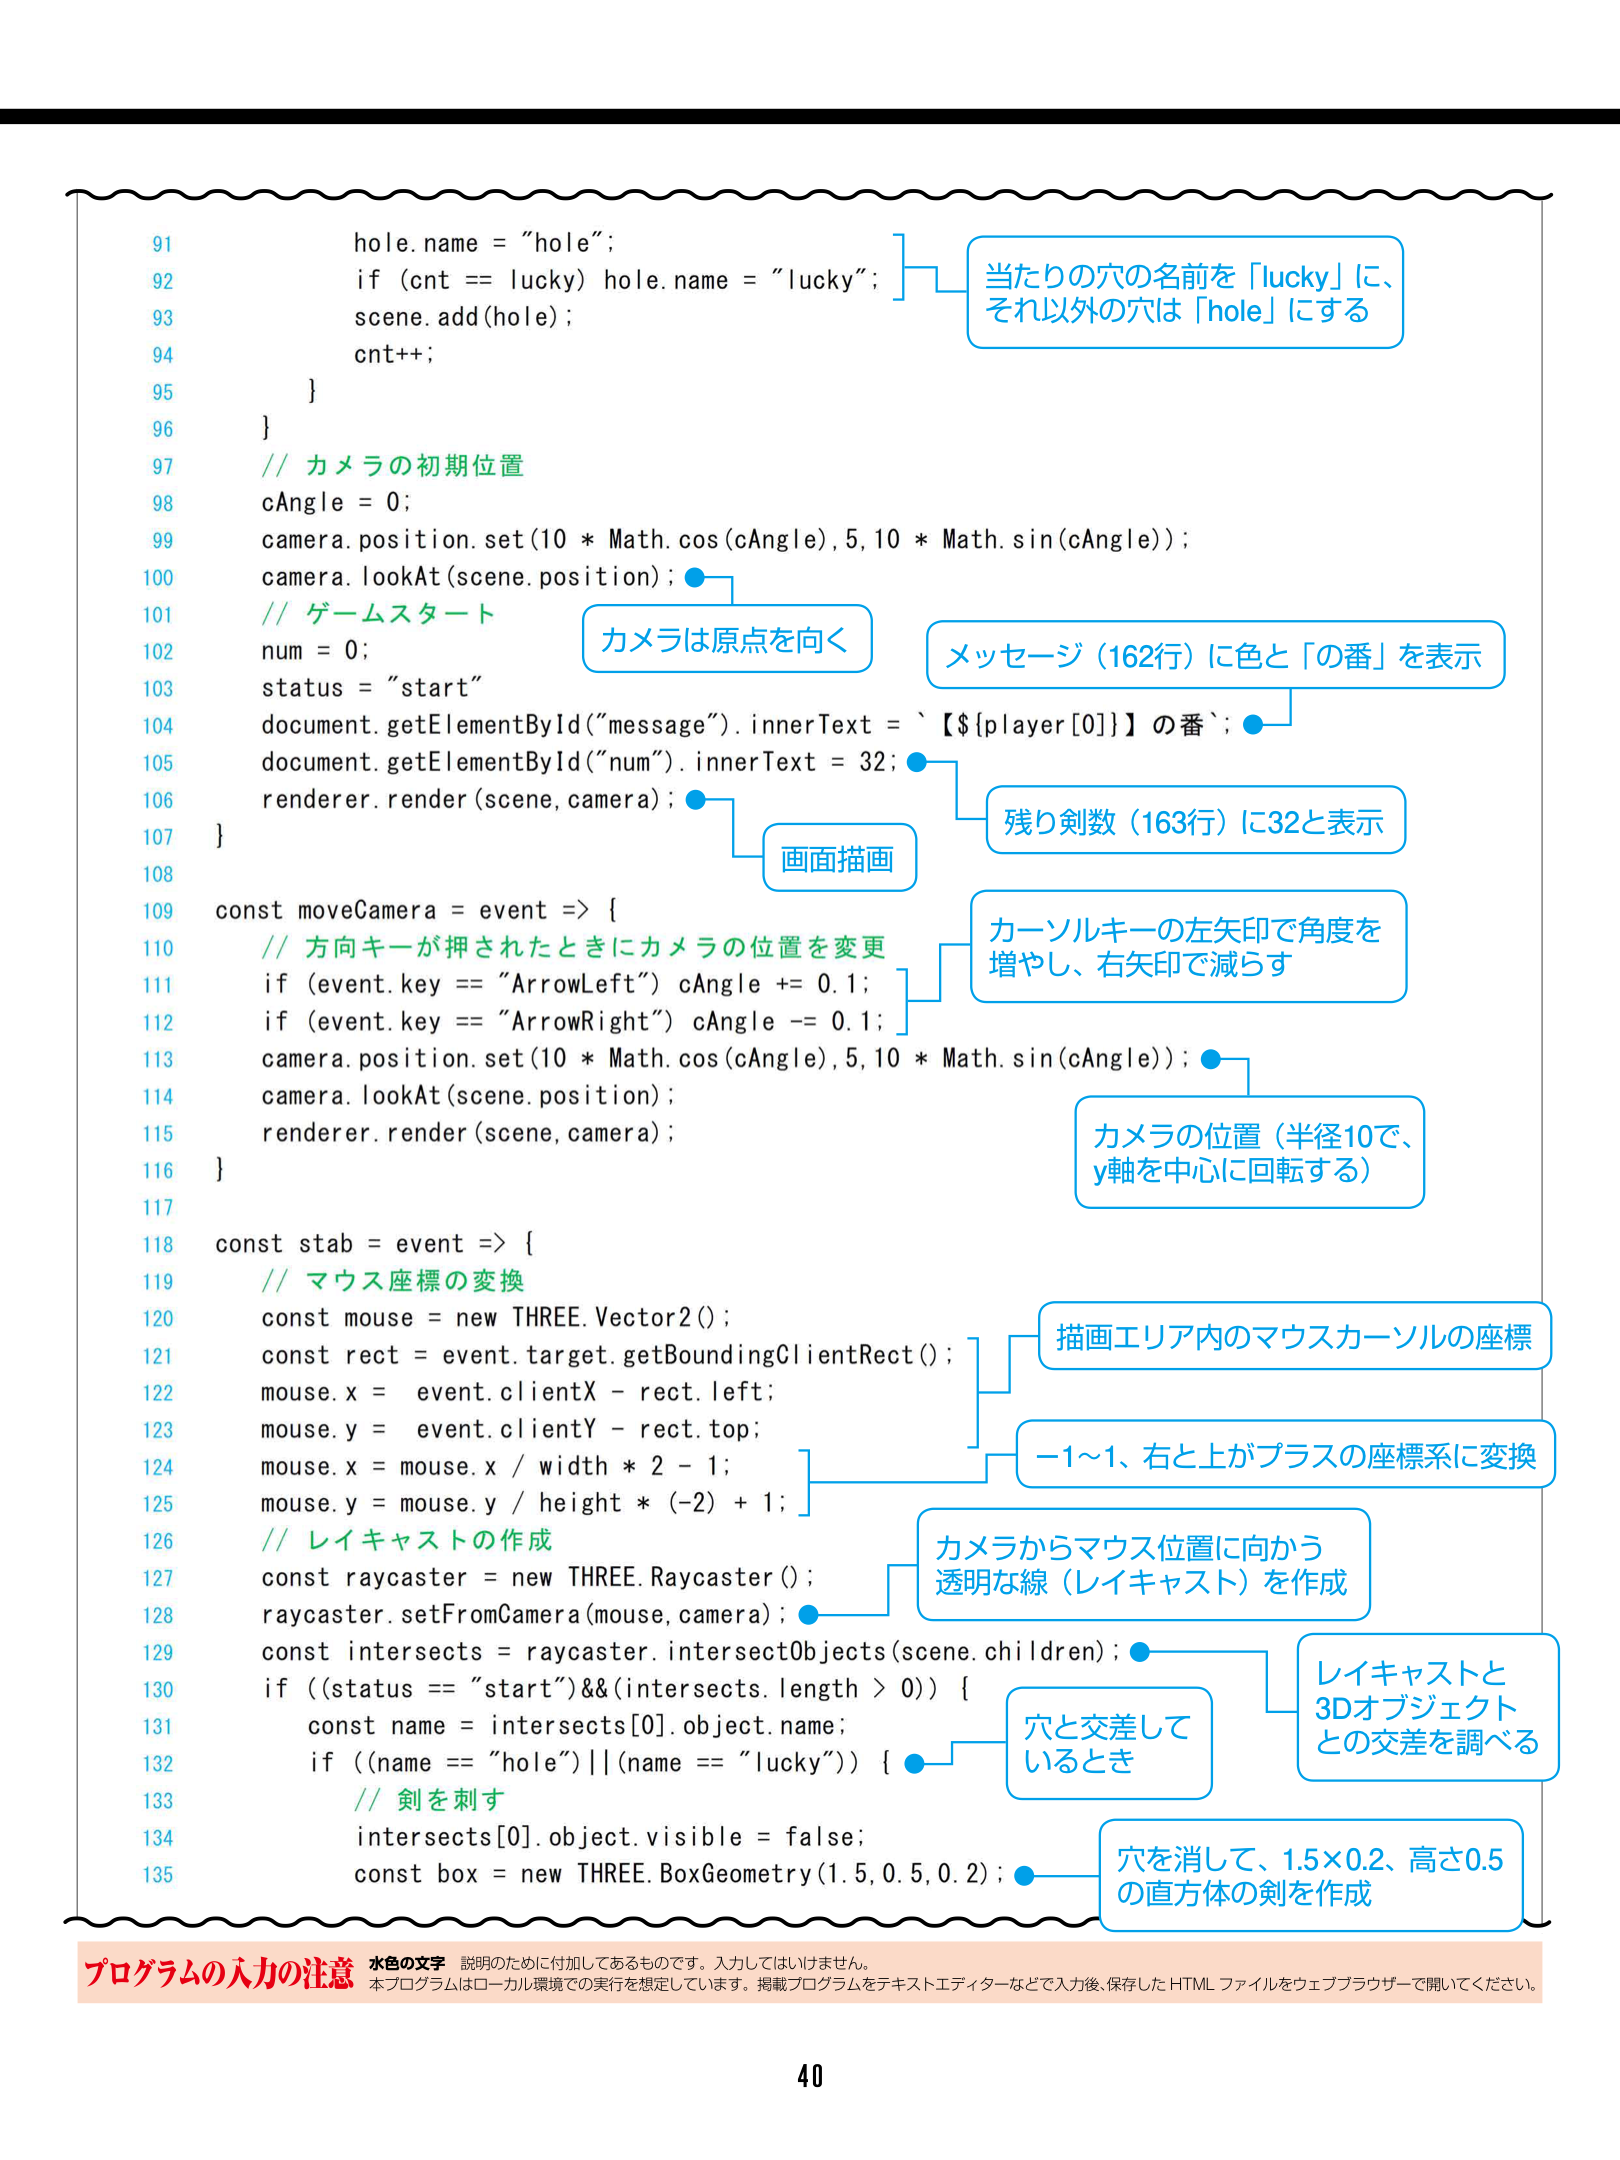 91 hole.name = "hole";
92 if (cnt == lucky) hole.name = "lucky";
当たりの穴の名前を「lucky」に、
それ以外の穴は「hole」にする
93 scene.add(hole);
94 cnt++;
95 }
96 }
97 // カメラの初期位置
98 cAngle = 0;
99 camera.position.set(10 * Math.cos(cAngle),5,10 * Math.sin(cAngle));
100 camera.lookAt(scene.position);
カメラは原点を向く
101 // ゲームスタート
102 num = 0;
103 status = "start"
メッセージ（162行）に色と「の番」を表示
104 document.getElementById("message").innerText = `【${player[0]}】の番`;
105 document.getElementById("num").innerText = 32;
残り剣数（163行）に32と表示
106 renderer.render(scene,camera);
画面描画
107 }
108
109 const moveCamera = event => {
110 // 方向キーが押されたときにカメラの位置を変更
カーソルキーの左矢印で角度を
増やし、右矢印で減らす
111 if (event.key == "ArrowLeft") cAngle += 0.1;
112 if (event.key == "ArrowRight") cAngle -= 0.1;
113 camera.position.set(10 * Math.cos(cAngle),5,10 * Math.sin(cAngle));
カメラの位置（半径10で、
y軸を中心に回転する）
114 camera.lookAt(scene.position);
115 renderer.render(scene,camera);
116 }
117
118 const stab = event => {
119 // マウス座標の変換
120 const mouse = new THREE.Vector2();
121 const rect = event.target.getBoundingClientRect();
描画エリア内のマウスカーソルの座標
122 mouse.x =  event.clientX - rect.left;
123 mouse.y =  event.clientY - rect.top;
124 mouse.x = mouse.x / width * 2 - 1;
−1〜1、右と上がプラスの座標系に変換
125 mouse.y = mouse.y / height * (-2) + 1;
126 // レイキャストの作成
カメラからマウス位置に向かう
透明な線（レイキャスト）を作成
127 const raycaster = new THREE.Raycaster();
128 raycaster.setFromCamera(mouse,camera);
129 const intersects = raycaster.intersectObjects(scene.children);
レイキャストと
3Dオブジェクト
との交差を調べる
130 if ((status == "start")&&(intersects.length > 0)) {
131 const name = intersects[0].object.name;
132 if ((name == "hole")||(name == "lucky")) {
穴と交差して
いるとき
133 // 剣を刺す
134 intersects[0].object.visible = false;
135 const box = new THREE.BoxGeometry(1.5,0.5,0.2);
穴を消して、1.5×0.2、高さ0.5
の直方体の剣を作成
プログラムの入力の注意
水色の文字 説明のために付加してあるものです。入力してはいけません。
本プログラムはローカル環境での実行を想定しています。掲載プログラムをテキストエディターなどで入力後、保存した HTML ファイルをウェブブラウザーで開いてください。
40